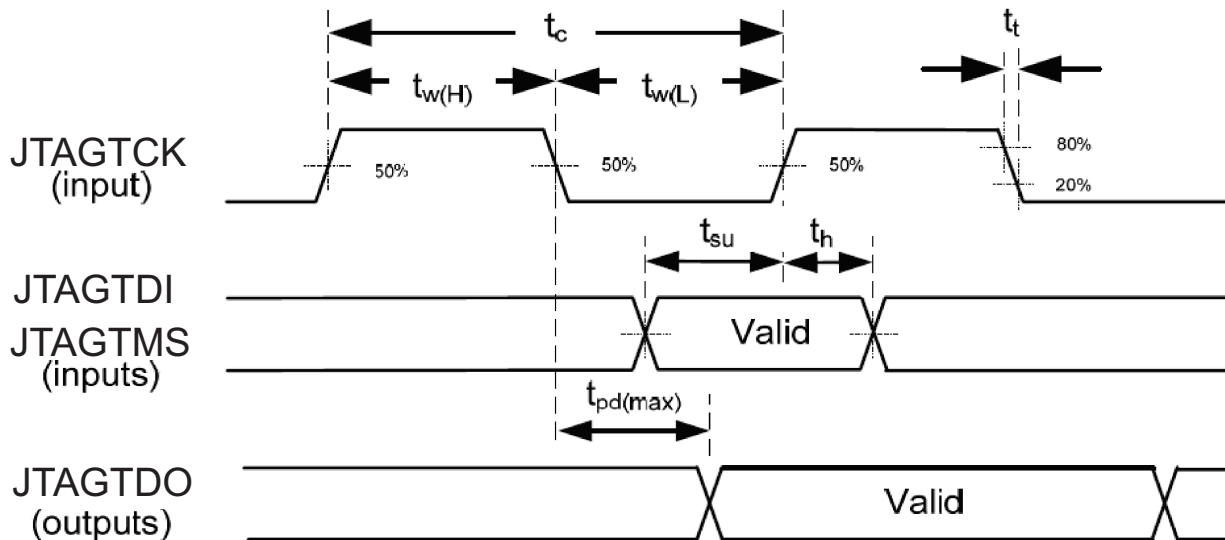 t_c
t_t
t_w(H)
t_w(L)
JTAGTCK
(input)
50%
50%
50%
80%
20%
t_su
t_h
JTAGTDI
JTAGTMS
(inputs)
Valid
t_pd(max)
JTAGTDO
(outputs)
Valid